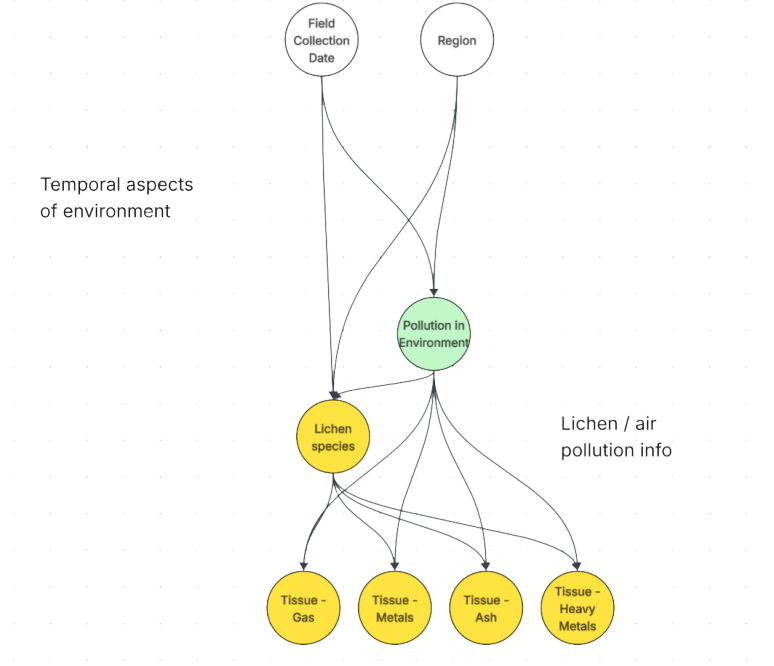 Field
Collection
Date
Region
Temporal aspects
of environment
Pollution in
Environment
Lichen
species
Lichen / air
pollution info
Tissue -
Gas
Tissue -
Metals
Tissue -
Ash
Tissue -
Heavy
Metals